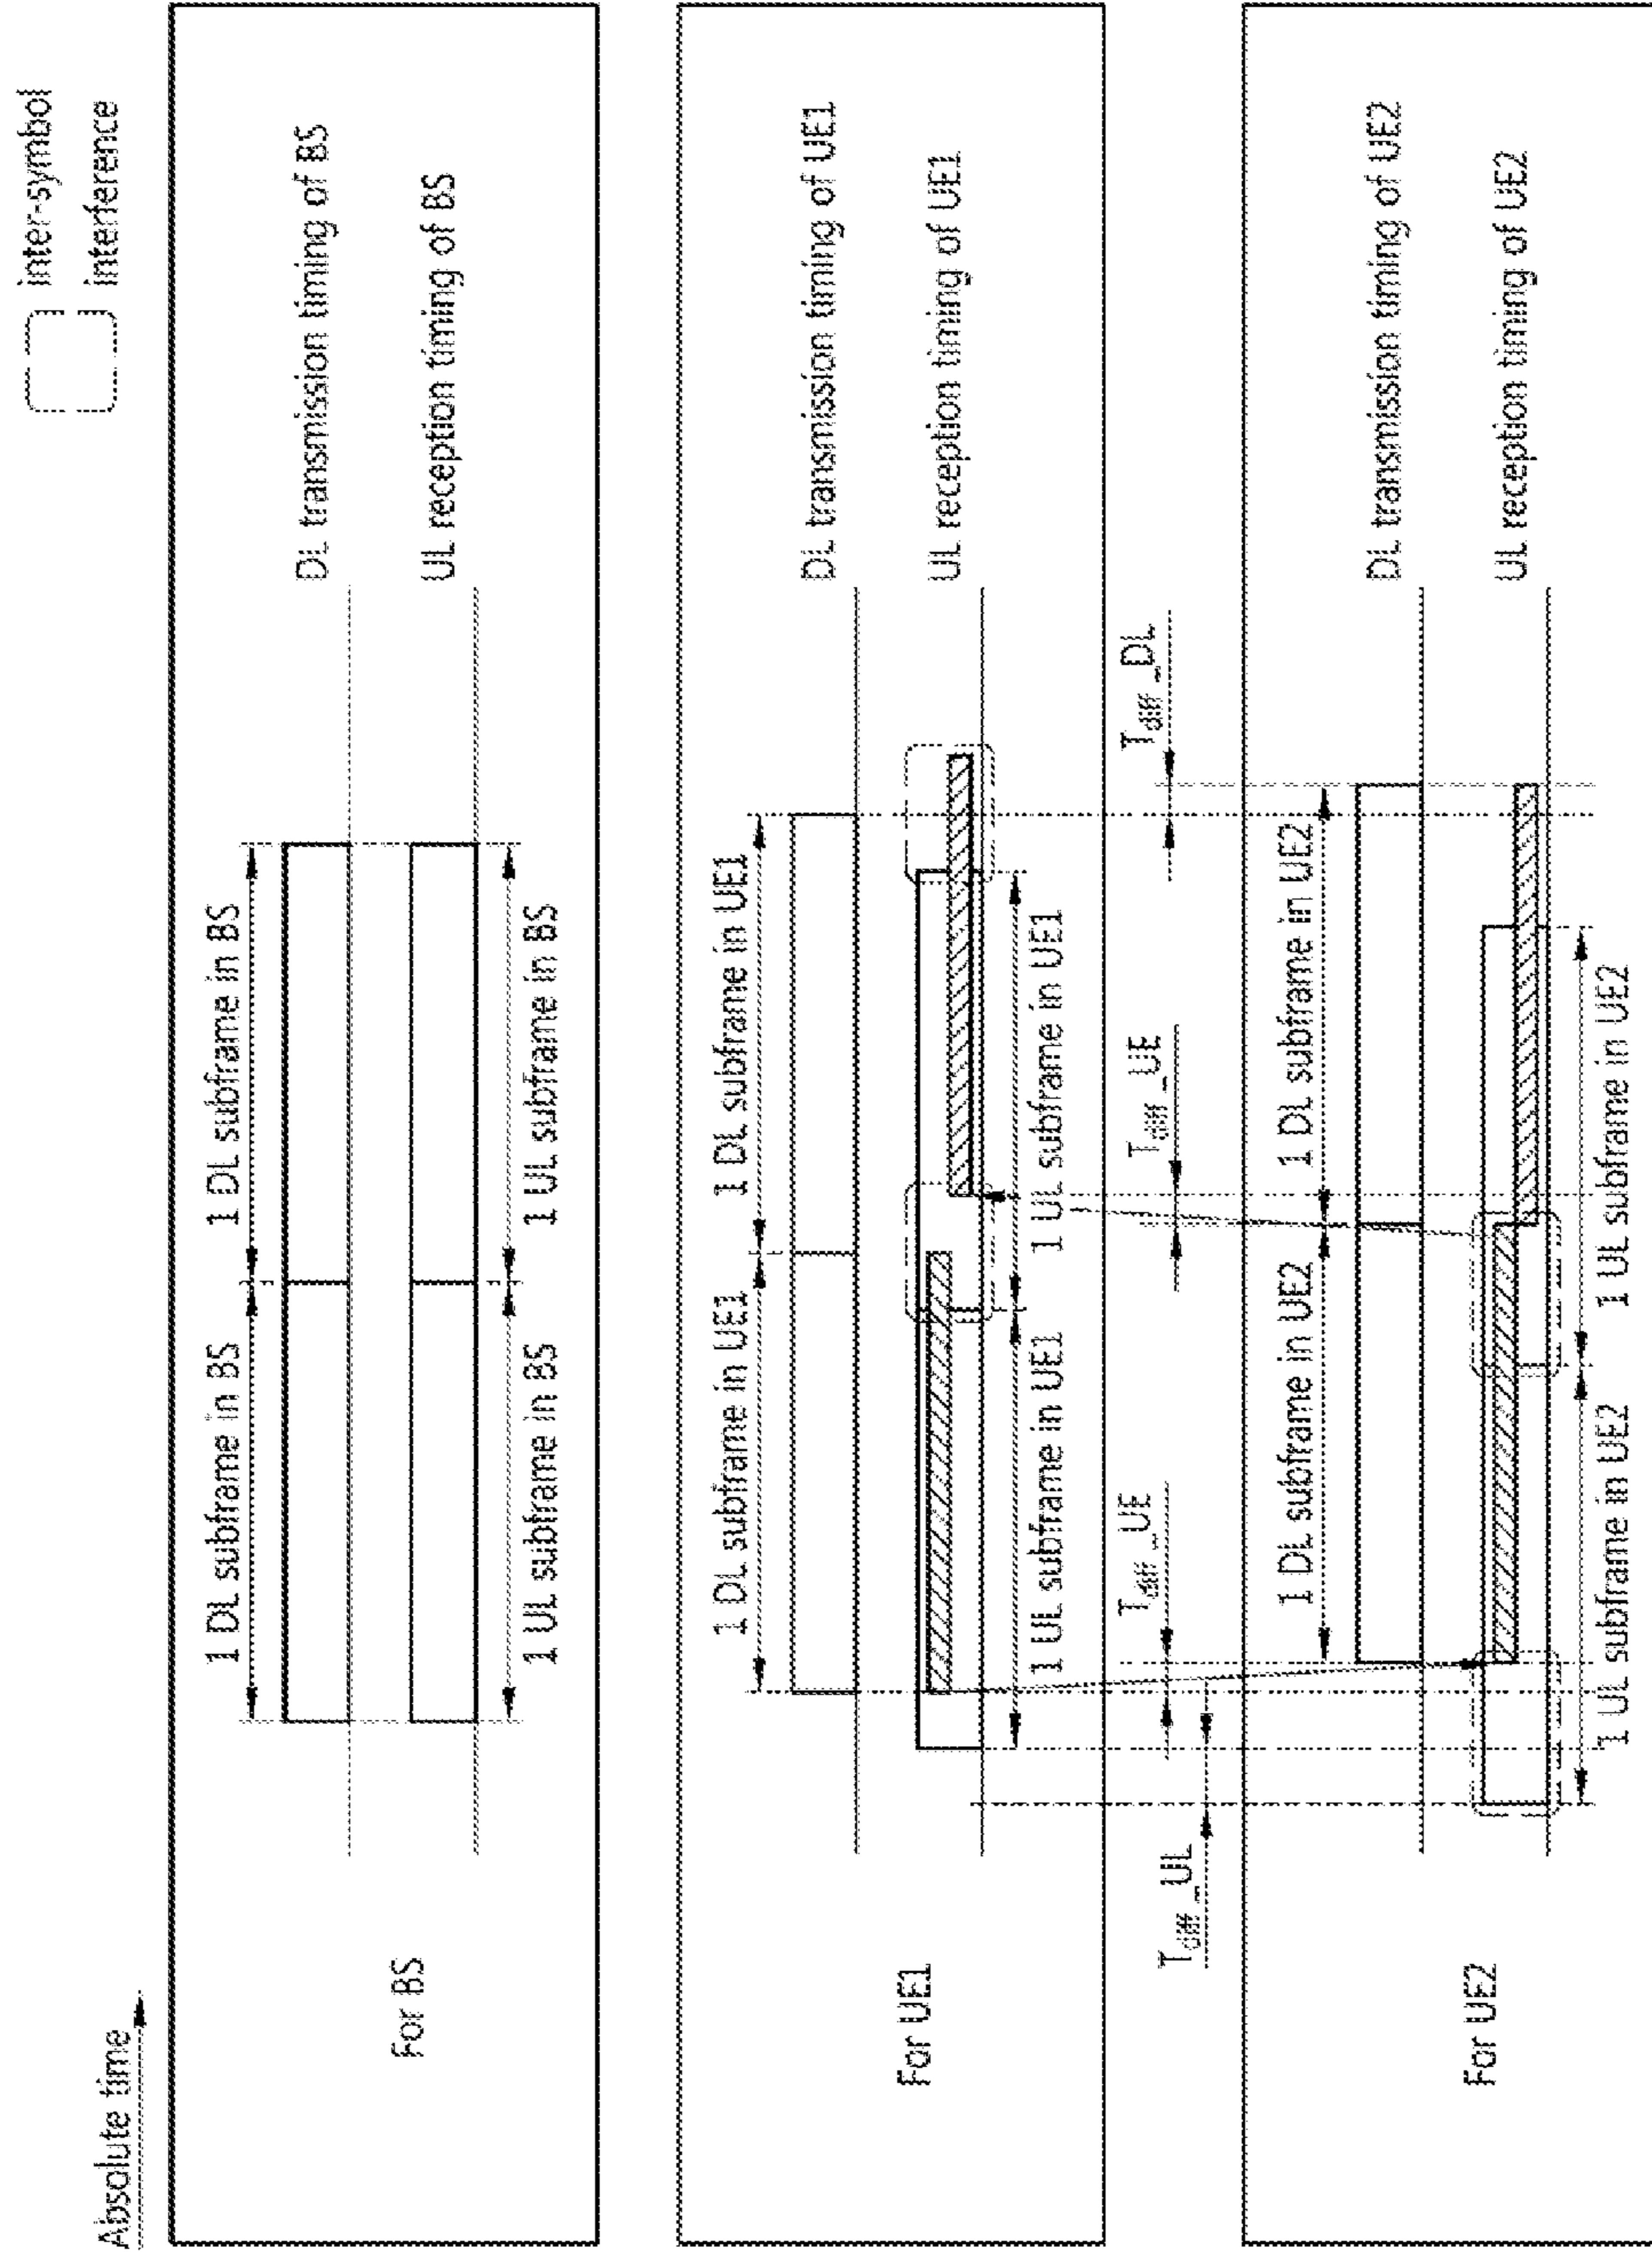 Absolute time
inter-symbol
interference
For BS
1 DL subframe in BS
1 DL subframe in BS
DL transmission timing of BS
UL reception timing of BS
1 UL subframe in BS
1 UL subframe in BS
For UE1
1 DL subframe in UE1
1 DL subframe in UE1
DL transmission timing of UE1
UL reception timing of UE1
1 UL subframe in UE1
1 UL subframe in UE1
Tdiff_UL
Tdiff_UE
Tdiff_UE
Tdiff_DL
For UE2
1 DL subframe in UE2
1 DL subframe in UE2
DL transmission timing of UE2
UL reception timing of UE2
1 UL subframe in UE2
1 UL subframe in UE2